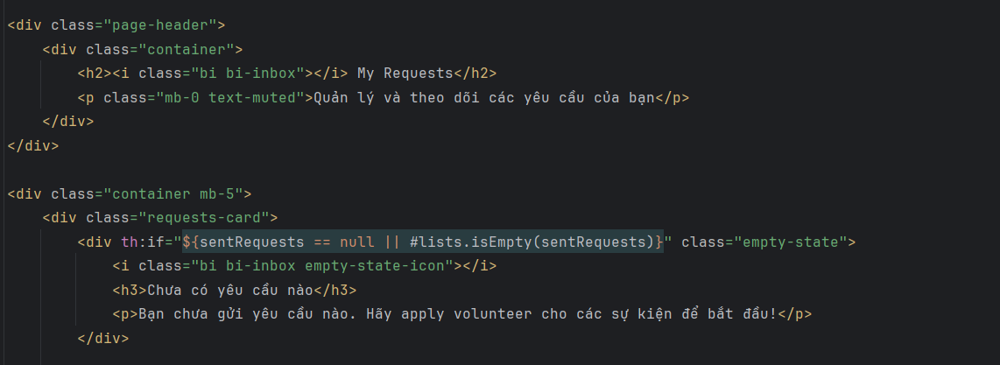 <div class="page-header">
<div class="container">
<h2><i class="bi bi-inbox"></i> My Requests</h2>
<p class="mb-0 text-muted">Quản lý và theo dõi các yêu cầu của bạn</p>
</div>
</div>
<div class="container mb-5">
<div class="requests-card">
<div th:if="${sentRequests == null || #lists.isEmpty(sentRequests)}" class="empty-state">
<i class="bi bi-inbox empty-state-icon"></i>
<h3>Chưa có yêu cầu nào</h3>
<p>Bạn chưa gửi yêu cầu nào. Hãy apply volunteer cho các sự kiện để bắt đầu!</p>
</div>